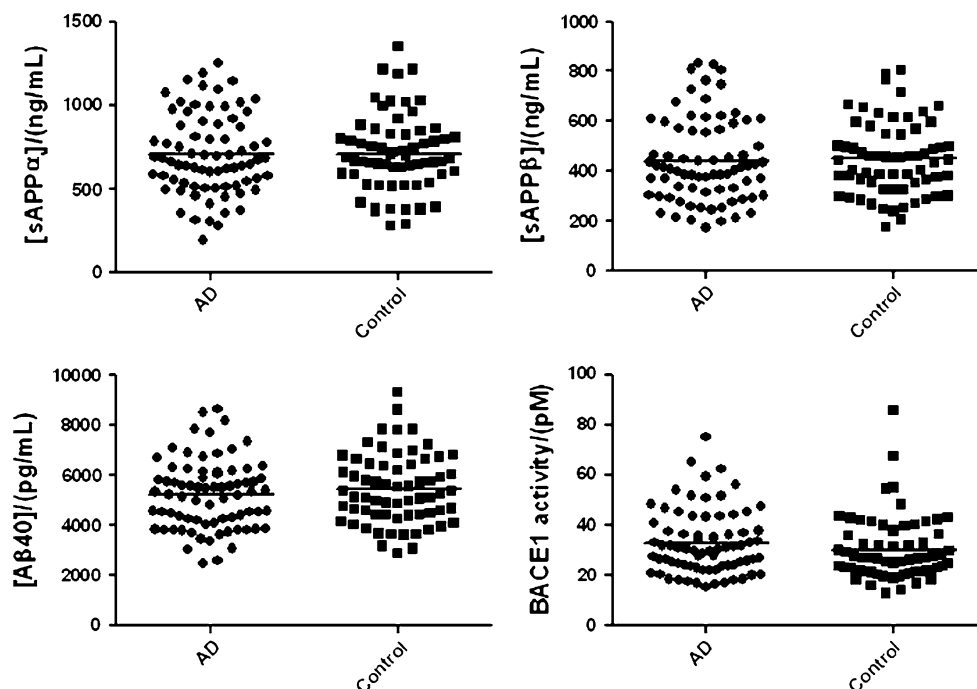 [sAPPα]/(ng/mL)
1500
1000
500
0
AD
Control
[sAPPβ]/(ng/mL)
1000
800
600
400
200
0
AD
Control
[Aβ40]/(pg/mL)
10000
8000
6000
4000
2000
0
AD
Control
BACE1 activity/(pM)
100
80
60
40
20
0
AD
Control